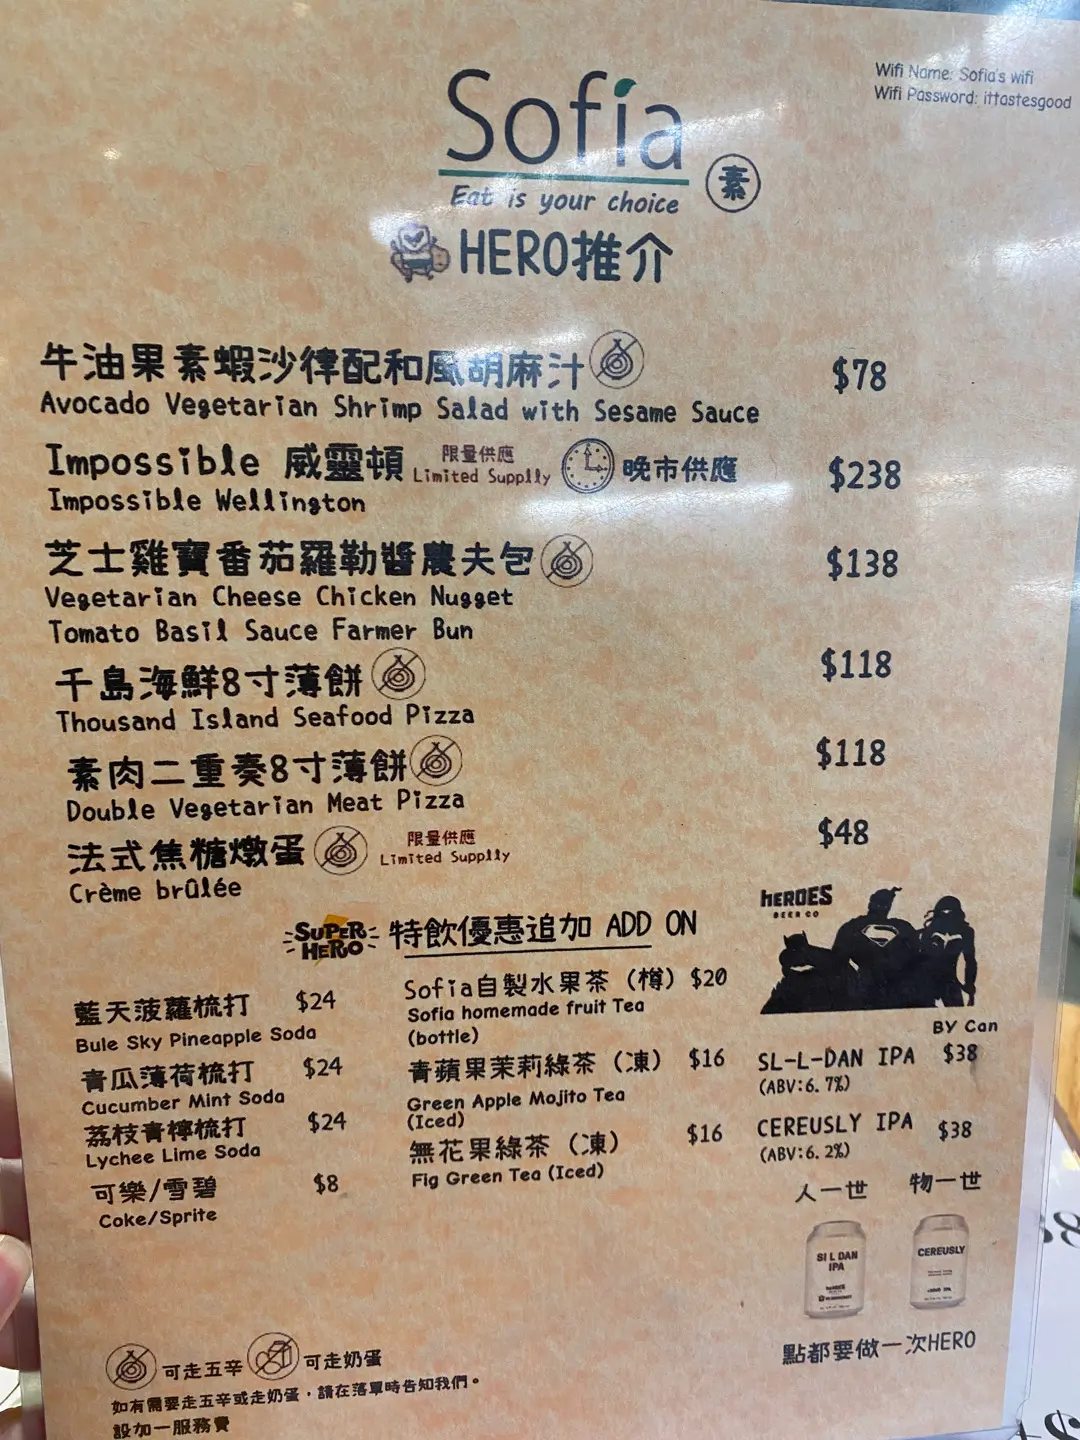 Wifi Name: Sofia's wifi
Wifi Password: ittastesgood
Sofia
Eat is your choice
素
HERO推介
牛油果素蝦沙律配和風胡麻汁 $78
Avocado Vegetarian Shrimp Salad with Sesame Sauce
Impossible 威靈頓 限量供應 Limited Supplly 晚市供應 $238
Impossible Wellington
芝士雞寶番茄羅勒醬農夫包 $138
Vegetarian Cheese Chicken Nugget
Tomato Basil Sauce Farmer Bun
千島海鮮8寸薄餅 $118
Thousand Island Seafood Pizza
素肉二重奏8寸薄餅 $118
Double Vegetarian Meat Pizza
法式焦糖燉蛋 限量供應 Limited Supplly $48
Crème brûlée
SUPER HERO 特飲優惠追加 ADD ON
藍天菠蘿梳打 $24
Bule Sky Pineapple Soda
青瓜薄荷梳打 $24
Cucumber Mint Soda
荔枝青檸梳打 $24
Lychee Lime Soda
可樂/雪碧 $8
Coke/Sprite
Sofia自製水果茶（樽） $20
Sofia homemade fruit Tea
(bottle)
青蘋果茉莉綠茶（凍） $16
Green Apple Mojito Tea
(Iced)
無花果綠茶（凍） $16
Fig Green Tea (Iced)
HEROES
BEER CO
BY Can
SL-L-DAN IPA $38
(ABV:6.7%)
CEREUSLY IPA $38
(ABV:6.2%)
人一世 物一世
SI L DAN
IPA
CEREUSLY
點都要做一次HERO
可走五辛 可走奶蛋
如有需要走五辛或走奶蛋，請在落單時告知我們。
設加一服務費